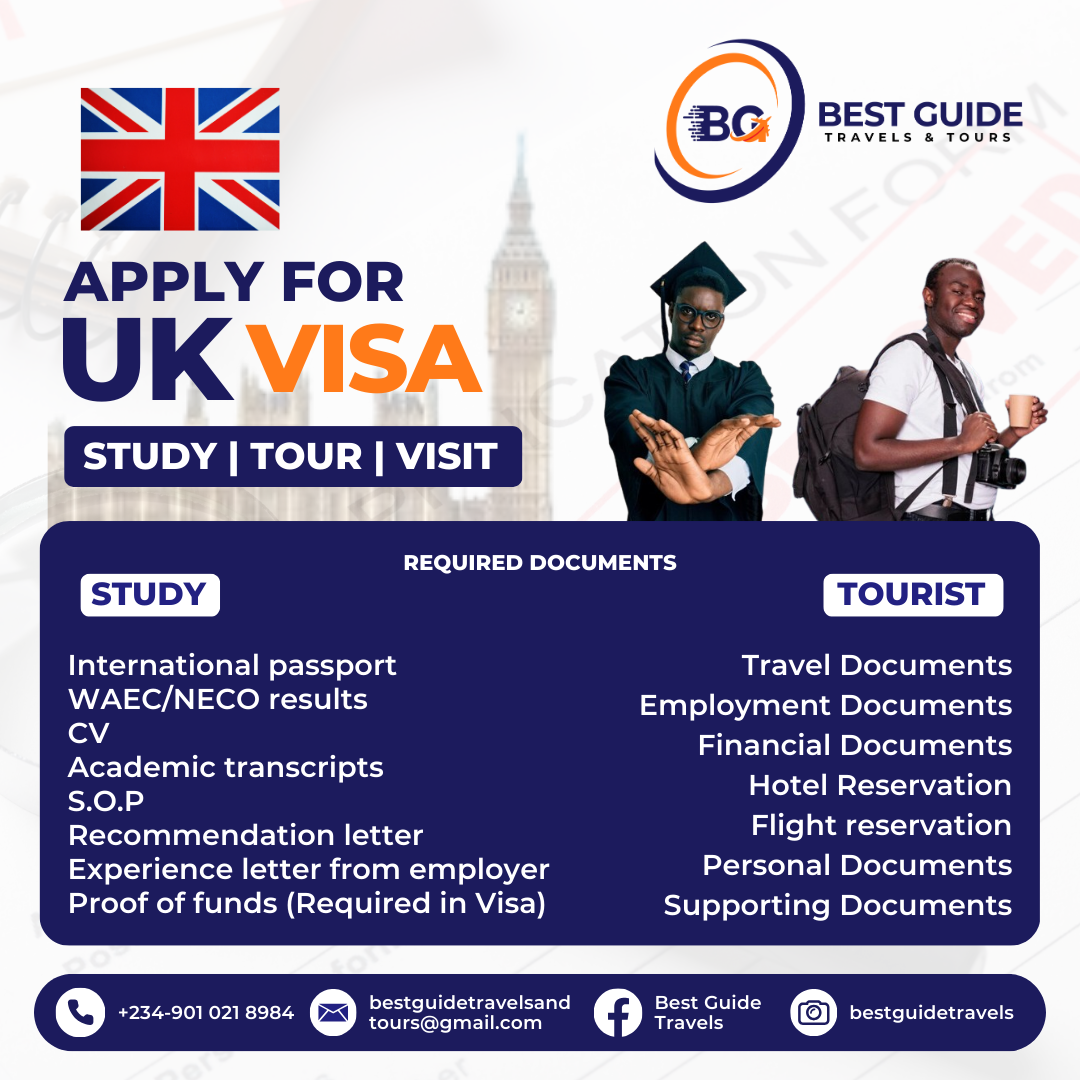 BG
BEST GUIDE
TRAVELS & TOURS
APPLY FOR
UK VISA
STUDY | TOUR | VISIT
REQUIRED DOCUMENTS
STUDY
International passport
WAEC/NECO results
CV
Academic transcripts
S.O.P
Recommendation letter
Experience letter from employer
Proof of funds (Required in Visa)
TOURIST
Travel Documents
Employment Documents
Financial Documents
Hotel Reservation
Flight reservation
Personal Documents
Supporting Documents
+234-901 021 8984
bestguidetravelsand
tours@gmail.com
Best Guide
Travels
bestguidetravels